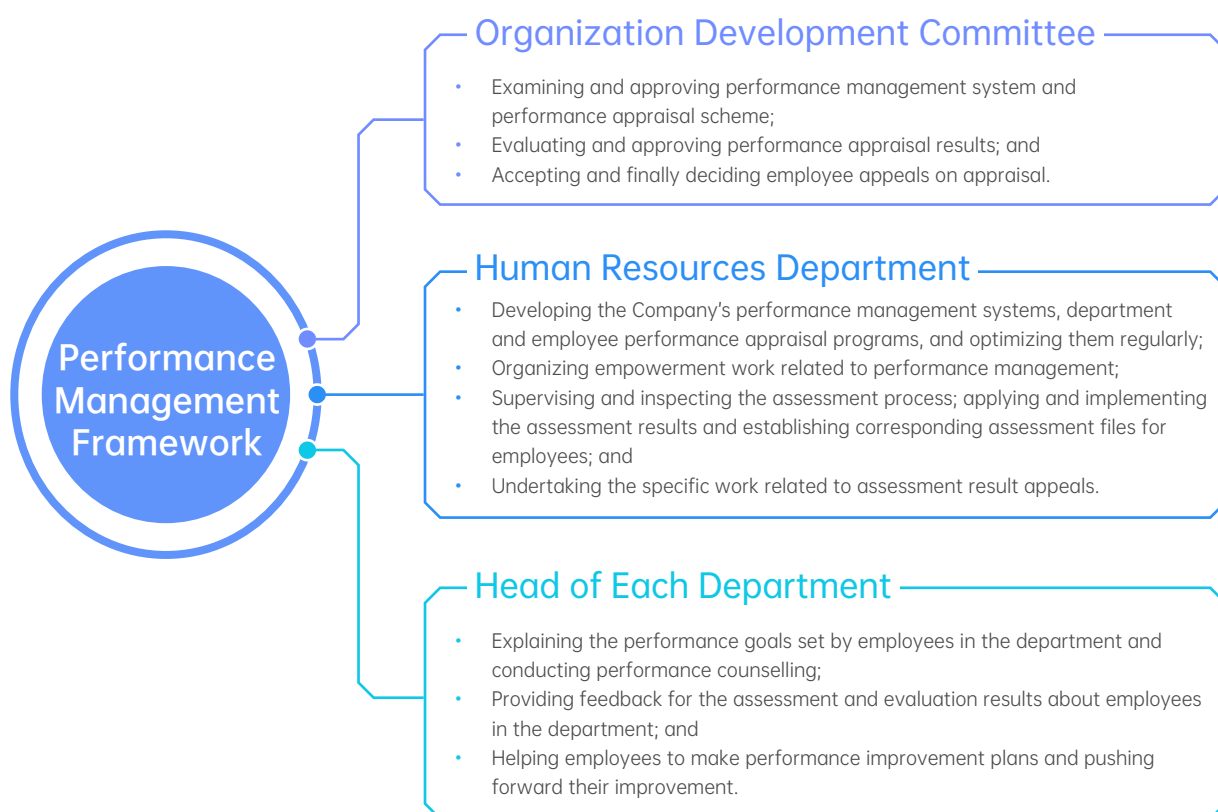 Performance
Management
Framework
Organization Development Committee
• Examining and approving performance management system and
performance appraisal scheme;
• Evaluating and approving performance appraisal results; and
• Accepting and finally deciding employee appeals on appraisal.
Human Resources Department
• Developing the Company's performance management systems, department
and employee performance appraisal programs, and optimizing them regularly;
• Organizing empowerment work related to performance management;
• Supervising and inspecting the assessment process; applying and implementing
the assessment results and establishing corresponding assessment files for
employees; and
• Undertaking the specific work related to assessment result appeals.
Head of Each Department
• Explaining the performance goals set by employees in the department and
conducting performance counselling;
• Providing feedback for the assessment and evaluation results about employees
in the department; and
• Helping employees to make performance improvement plans and pushing
forward their improvement.